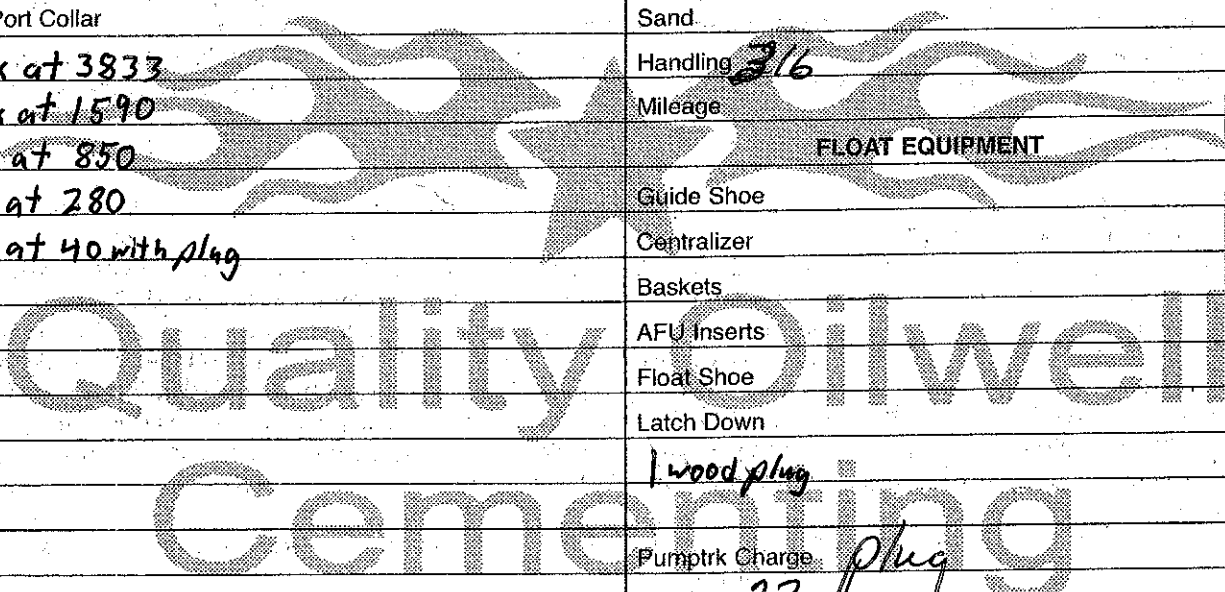 Port Collar
at 3833
at 1590
at 850
at 280
at 40 with plug
Sand
Handling 316
Mileage
FLOAT EQUIPMENT
Guide Shoe
Centralizer
Baskets
AFU Inserts
Float Shoe
Latch Down
1 wood plug
Pumptrk Charge plug
Quality Oilwell
Cementing